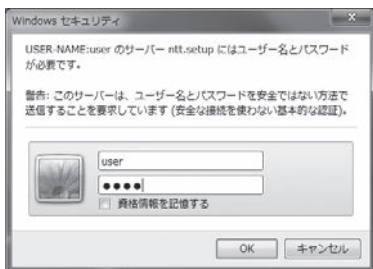 Windows セキュリティ
USER-NAME:user のサーバー ntt.setup にはユーザー名とパスワード
が必要です。
警告: このサーバーは、ユーザー名とパスワードを安全ではない方法で
送信することを要求しています (安全な接続を使わない基本的な認証)。
user
●●●●
資格情報を記憶する
OK キャンセル